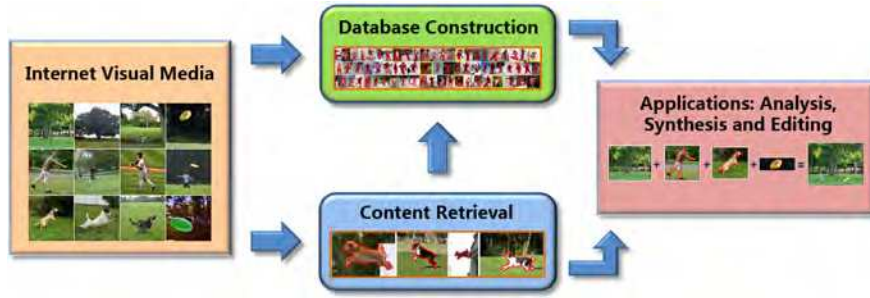 Internet Visual Media
Database Construction
Content Retrieval
Applications: Analysis,
Synthesis and Editing
+ + + =